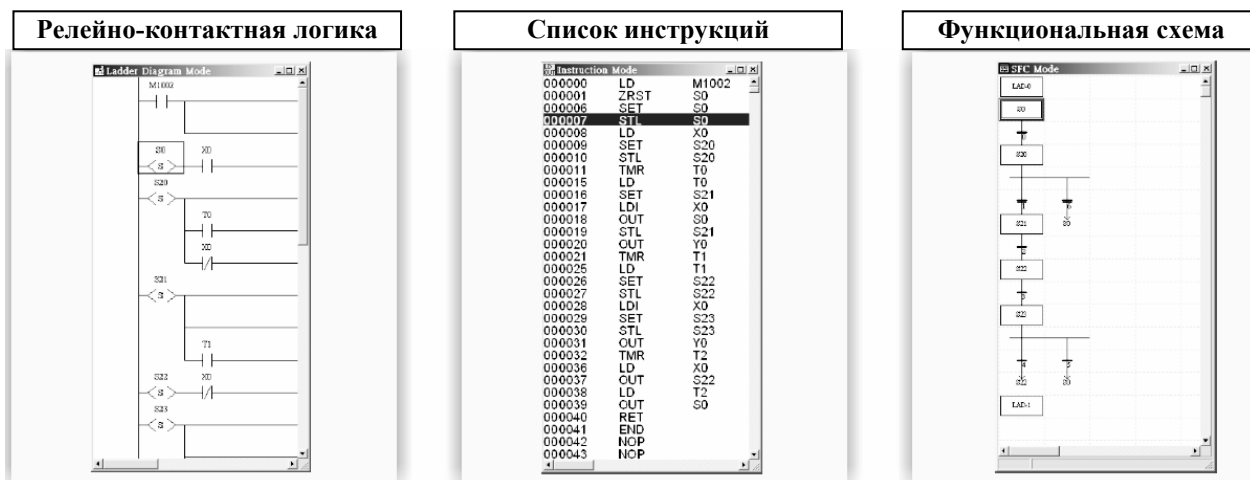 Релейно-контактная логика
Список инструкций
Функциональная схема
Ladder Diagram Mode
M1002
S0 X0
S
S20
S
T0
X0
S21
S
T1
S22 X0
S
S23
S
Instruction Mode
000000 LD M1002
000001 ZRST S0
000006 SET S0
000007 STL S0
000008 LD X0
000009 SET S20
000010 STL S20
000011 TMR T0
000015 LD T0
000016 SET S21
000017 LDI X0
000018 OUT S0
000019 STL S21
000020 OUT Y0
000021 TMR T1
000025 LD T1
000026 SET S22
000027 STL S22
000028 LDI X0
000029 SET S23
000030 STL S23
000031 OUT Y0
000032 TMR T2
000036 LD X0
000037 OUT S22
000038 LD T2
000039 OUT S0
000040 RET
000041 END
000042 NOP
000043 NOP
SFC Mode
LAD-0
S0
S20
S21 S0
S22
S23
S22 S0
LAD-1